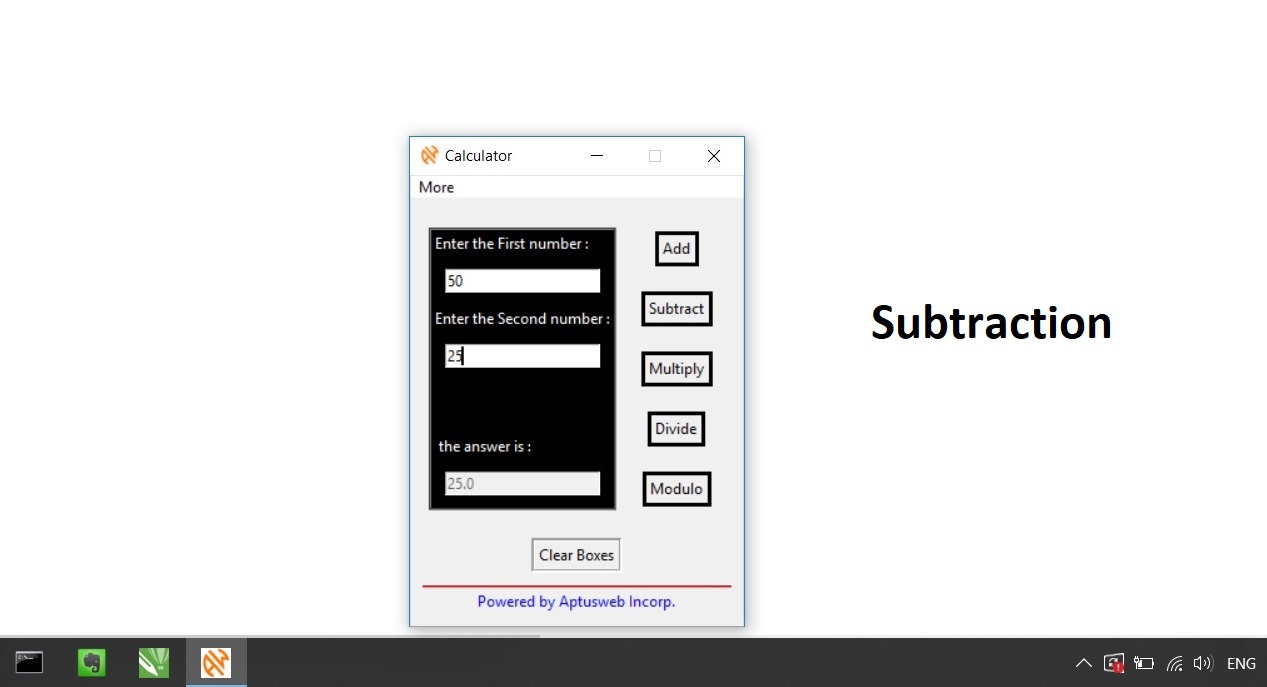 Calculator
More
Enter the First number :
50
Enter the Second number :
25
the answer is :
25.0
Add
Subtract
Multiply
Divide
Modulo
Clear Boxes
Powered by Aptusweb Incorp.
Subtraction
ENG